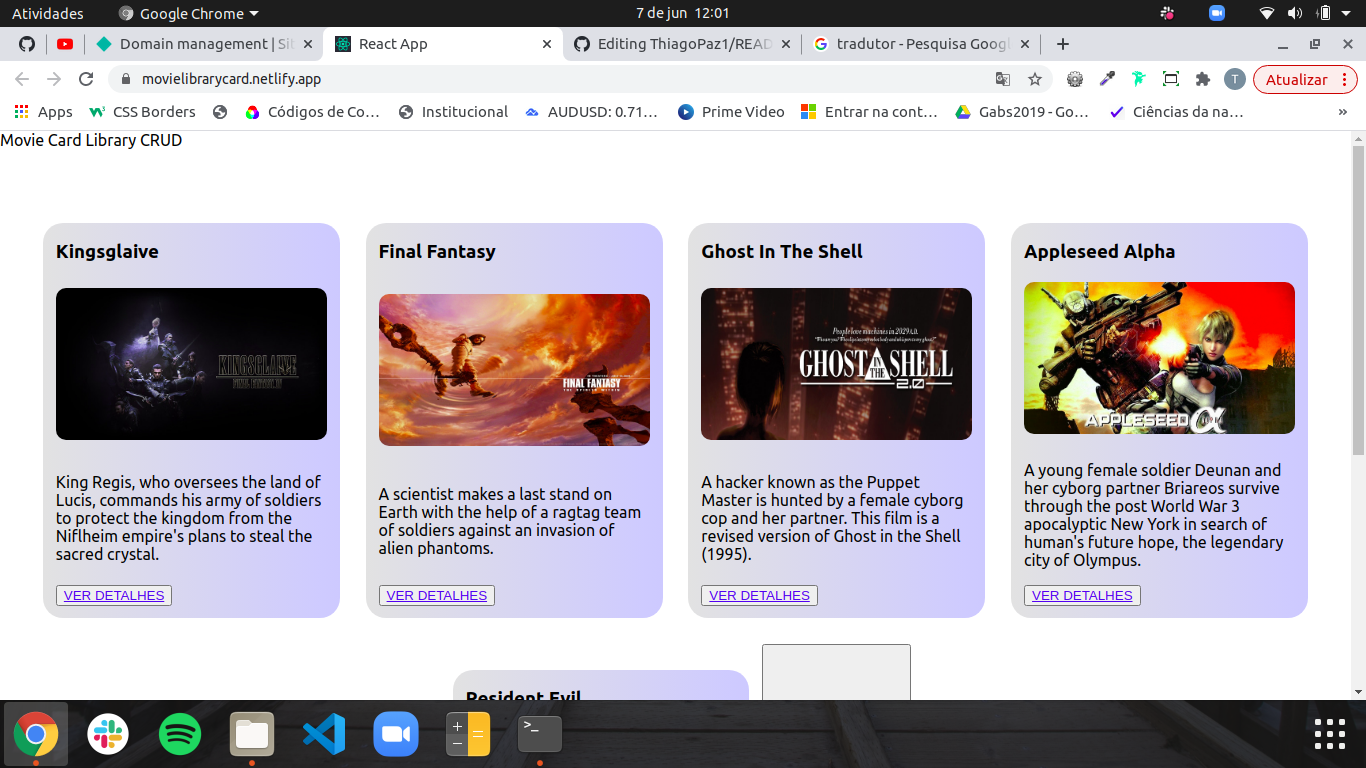 Atividades
Google Chrome
7 de jun 12:01
Domain management | Sit
React App
Editing ThiagoPaz1/READ
tradutor - Pesquisa Googl
movielibrarycard.netlify.app
T
Atualizar
Apps
CSS Borders
Códigos de Co…
Institucional
AUDUSD: 0.71…
Prime Video
Entrar na cont…
Gabs2019 - Go…
Ciências da na…
»
Movie Card Library CRUD
Kingsglaive
KINGSGLAIVE
FINAL FANTASY XV
King Regis, who oversees the land of
Lucis, commands his army of soldiers
to protect the kingdom from the
Niflheim empire's plans to steal the
sacred crystal.
VER DETALHES
Final Fantasy
FINAL FANTASY
THE SPIRITS WITHIN
A scientist makes a last stand on
Earth with the help of a ragtag team
of soldiers against an invasion of
alien phantoms.
VER DETALHES
Ghost In The Shell
People love machines in 2029 A.D.
GHOST IN THE SHELL
2.0
A hacker known as the Puppet
Master is hunted by a female cyborg
cop and her partner. This film is a
revised version of Ghost in the Shell
(1995).
VER DETALHES
Appleseed Alpha
APPLESEED α
A young female soldier Deunan and
her cyborg partner Briareos survive
through the post World War 3
apocalyptic New York in search of
human's future hope, the legendary
city of Olympus.
VER DETALHES
Resident Evil